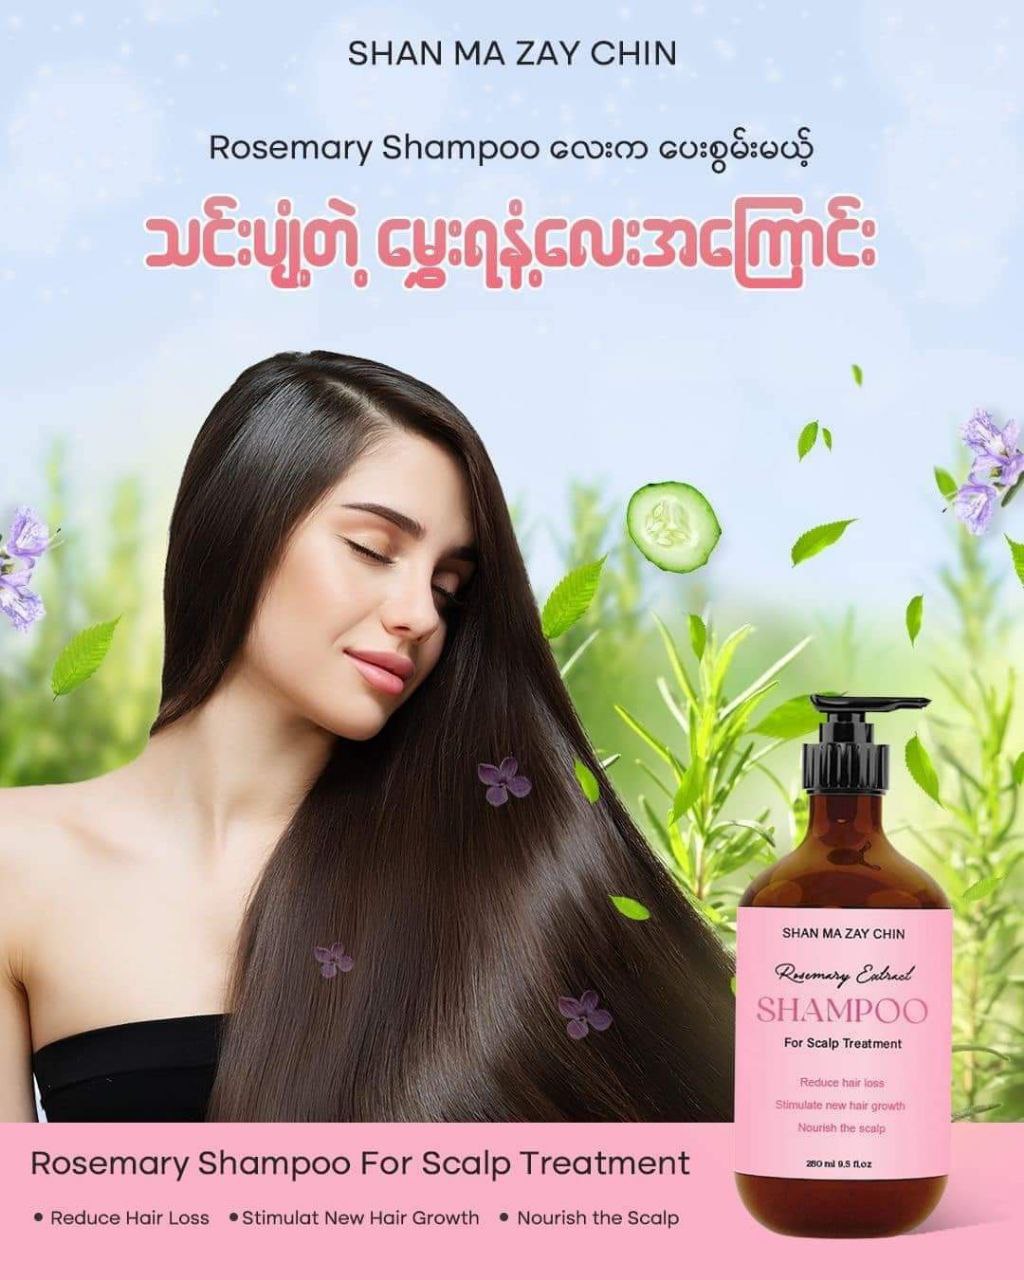 SHAN MA ZAY CHIN
Rosemary Shampoo လေးက ပေးစွမ်းမယ့်
သင်းပျံ့တဲ့ မွှေးရနံ့လေးအကြောင်း
SHAN MA ZAY CHIN
Rosemary Extract
SHAMPOO
For Scalp Treatment
Reduce hair loss
Stimulate new hair growth
Nourish the scalp
280 ml 9.5 fl.oz
Rosemary Shampoo For Scalp Treatment
• Reduce Hair Loss • Stimulat New Hair Growth • Nourish the Scalp